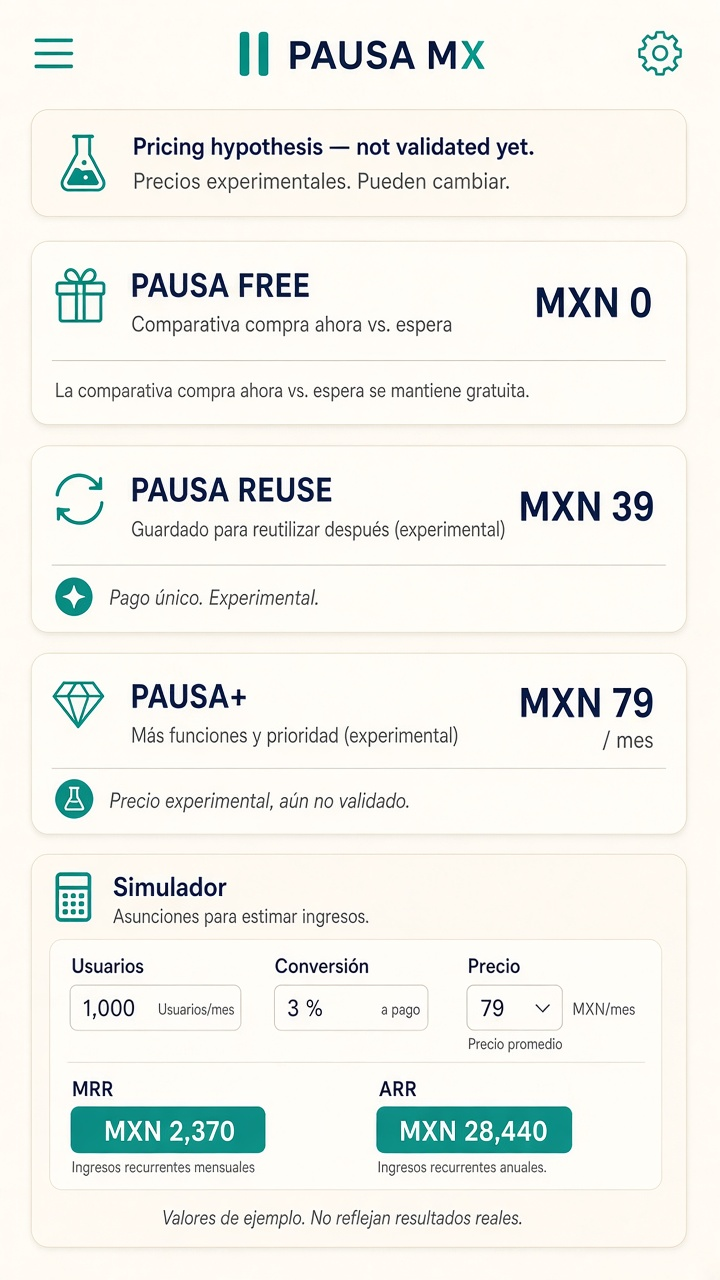 PAUSA MX
Pricing hypothesis — not validated yet.
Precios experimentales. Pueden cambiar.
PAUSA FREE
Comparativa compra ahora vs. espera
MXN 0
La comparativa compra ahora vs. espera se mantiene gratuita.
PAUSA REUSE
Guardado para reutilizar después (experimental)
MXN 39
Pago único. Experimental.
PAUSA+
Más funciones y prioridad (experimental)
MXN 79
/ mes
Precio experimental, aún no validado.
Simulador
Asunciones para estimar ingresos.
Usuarios
1,000 Usuarios/mes
Conversión
3 % a pago
Precio
79 MXN/mes
Precio promedio
MRR
MXN 2,370
Ingresos recurrentes mensuales
ARR
MXN 28,440
Ingresos recurrentes anuales.
Valores de ejemplo. No reflejan resultados reales.